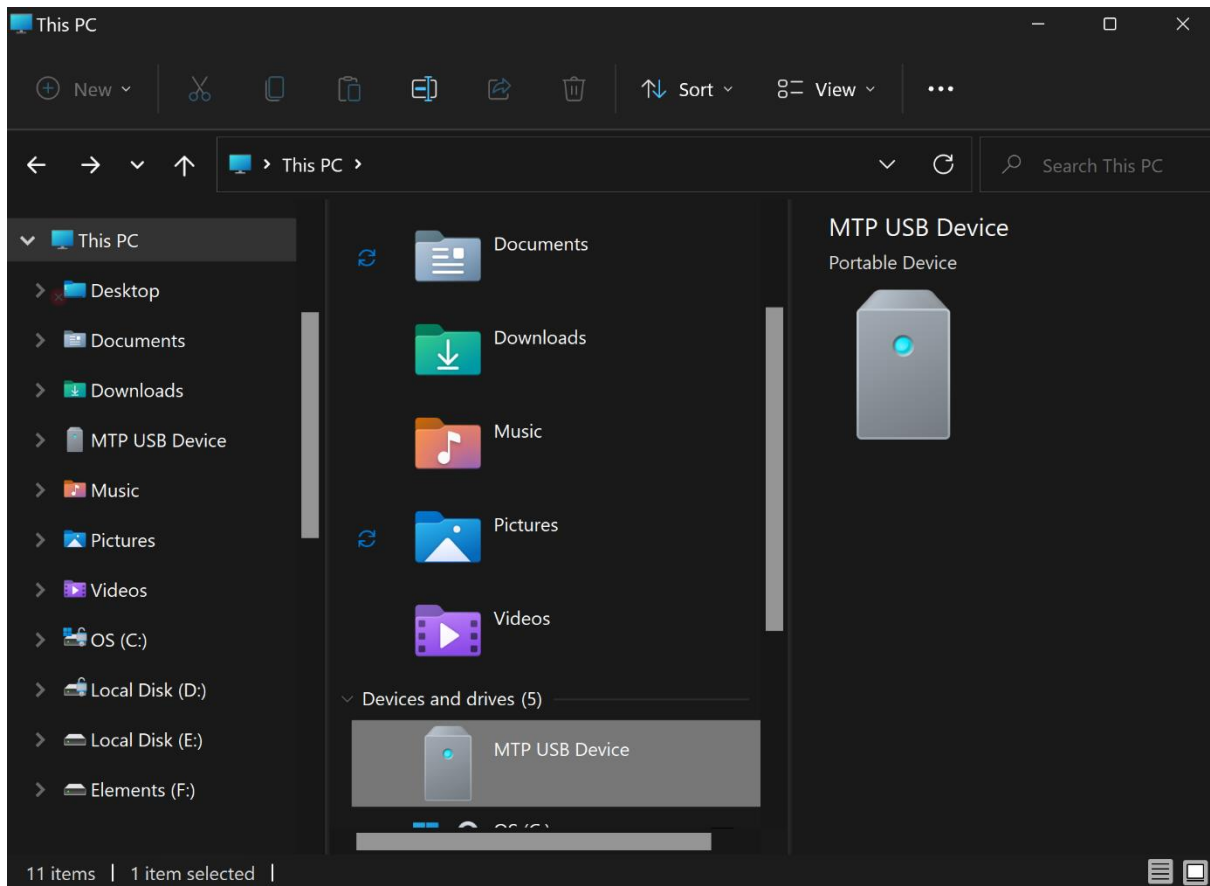 This PC
New
Sort
View
This PC
Search This PC
This PC
Desktop
Documents
Downloads
MTP USB Device
Music
Pictures
Videos
OS (C:)
Local Disk (D:)
Local Disk (E:)
Elements (F:)
Documents
Downloads
Music
Pictures
Videos
Devices and drives (5)
MTP USB Device
MTP USB Device
Portable Device
11 items | 1 item selected |